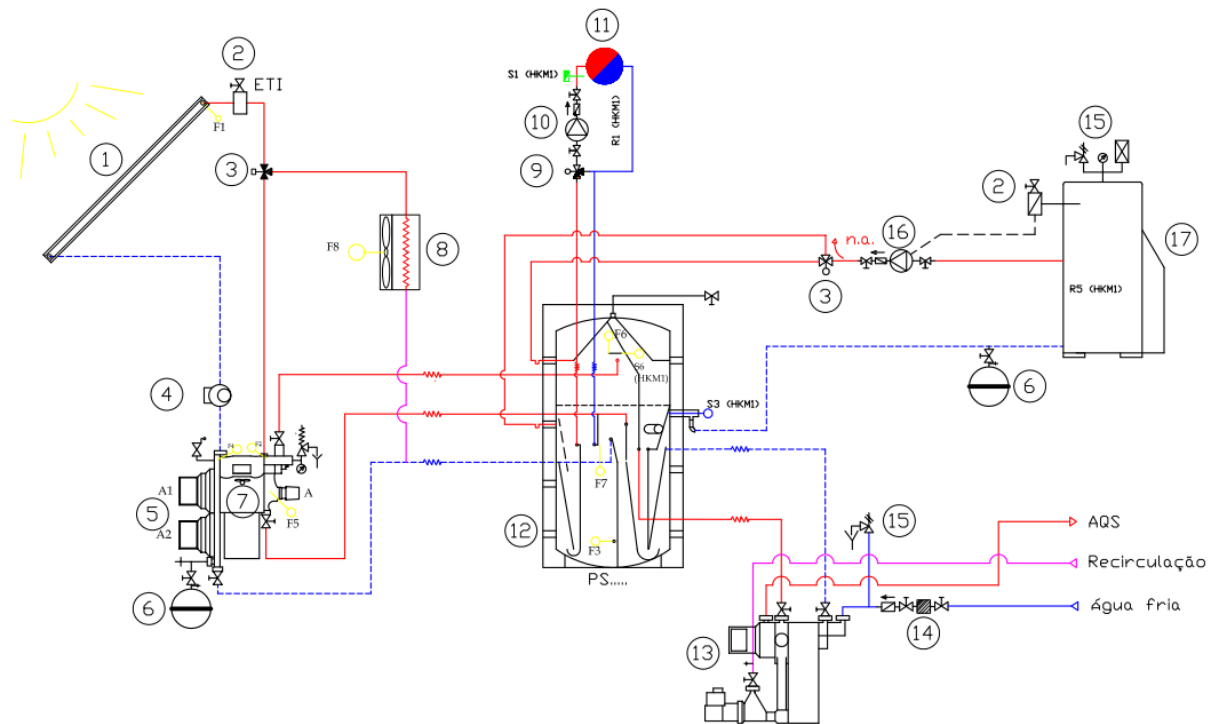 11
2
ETI
S1 (HKM1)
F1
10
R1 (HKM1)
15
1
3
9
2
16
n.a.
17
F8
8
3
R5 (HKM1)
F6
S6
(HKM1)
6
4
S3 (HKM1)
F4
F2
A1
7
A
F7
5
F5
A2
12
15
F3
AQS
PS.....
Recirculação
6
Água fria
14
13